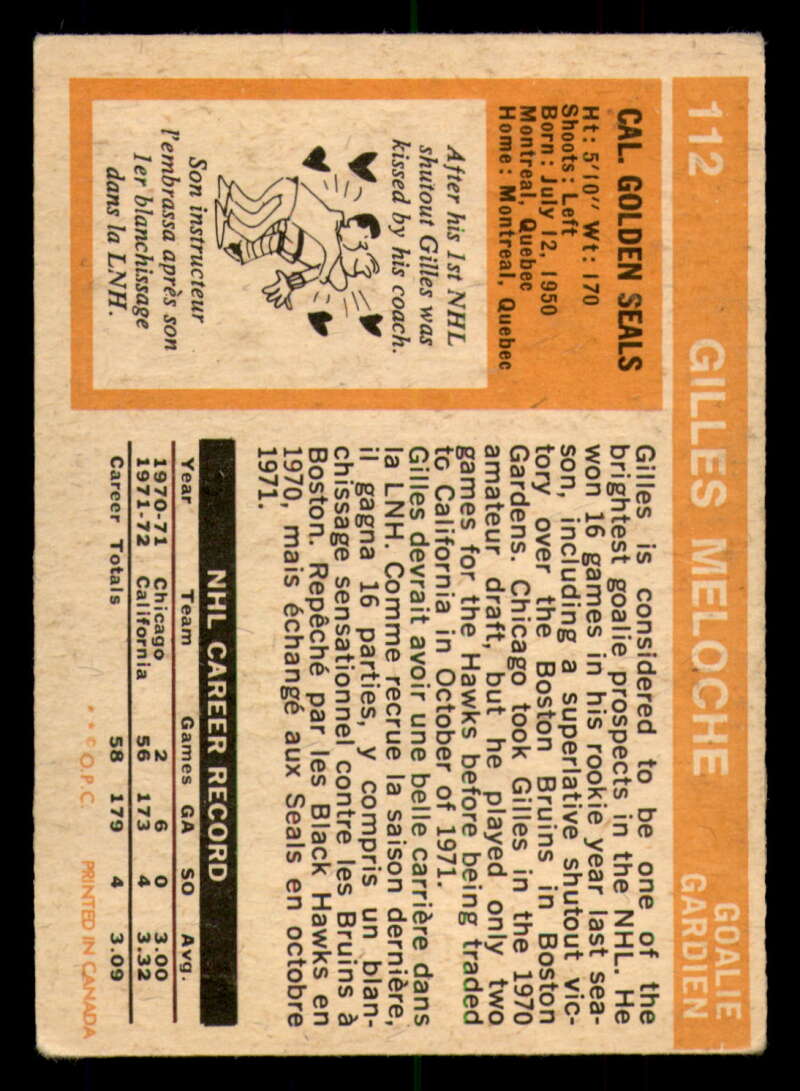 112 GILLES MELOCHE GOALIE
GARDIEN
CAL. GOLDEN SEALS
Ht: 5'10" Wt: 170
Shoots: Left
Born: July 12, 1950
Montreal, Quebec
Home: Montreal, Quebec
After his 1st NHL
shutout Gilles was
kissed by his coach.
Son instructeur
l'embrassa après son
1er blanchissage
dans la LNH.
Gilles is considered to be one of the
brightest goalie prospects in the NHL. He
won 16 games in his rookie year last sea-
son, including a superlative shutout vic-
tory over the Boston Bruins in Boston
Gardens. Chicago took Gilles in the 1970
amateur draft, but he played only two
games for the Hawks before being traded
to California in October of 1971.
Gilles devrait avoir une belle carrière dans
la LNH. Comme recrue la saison dernière,
il gagna 16 parties, y compris un blan-
chissage sensationnel contre les Bruins à
Boston. Repêché par les Black Hawks en
1970, mais échangé aux Seals en octobre
1971.
NHL CAREER RECORD
Year Team Games GA SO Avg.
1970-71 Chicago 2 6 0 3.00
1971-72 California 56 173 4 3.32
Career Totals 58 179 4 3.09
* * © O.P.C. PRINTED IN CANADA